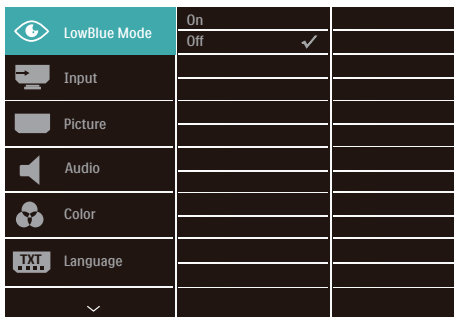 LowBlue Mode
On
Off
Input
Picture
Audio
Color
TXT
Language